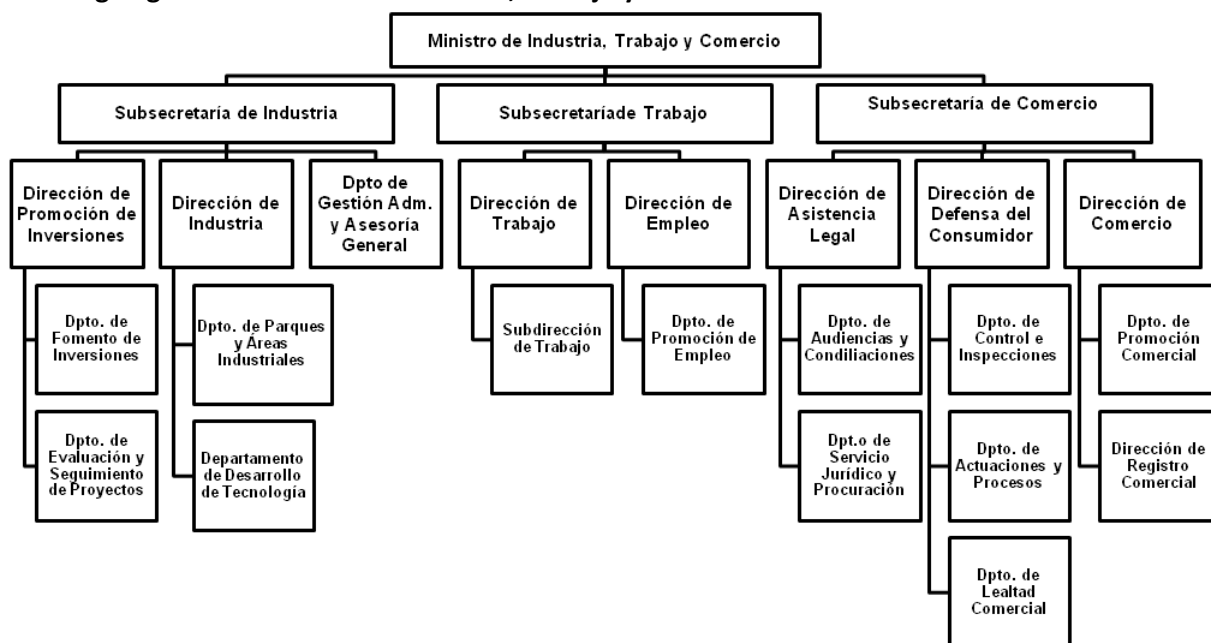 Ministro de Industria, Trabajo y Comercio
Subsecretaría de Industria
Subsecretaríade Trabajo
Subsecretaría de Comercio
Dirección de
Promoción de
Inversiones
Dirección de
Industria
Dpto de
Gestión Adm.
y Asesoría
General
Dirección de
Trabajo
Dirección de
Empleo
Dirección de
Asistencia
Legal
Dirección de
Defensa del
Consumidor
Dirección de
Comercio
Dpto. de
Fomento de
Inversiones
Dpto. de Parques
y Áreas
Industriales
Subdirección
de Trabajo
Dpto. de
Promoción de
Empleo
Dpto. de
Audiencias y
Condiliaciones
Dpto. de
Control e
Inspecciones
Dpto. de
Promoción
Comercial
Dpto. de
Evaluación y
Seguimiento
de Proyectos
Departamento
de Desarrollo
de Tecnología
Dpt.o de
Servicio
Jurídico y
Procuración
Dpto. de
Actuaciones y
Procesos
Dirección de
Registro
Comercial
Dpto. de
Lealtad
Comercial